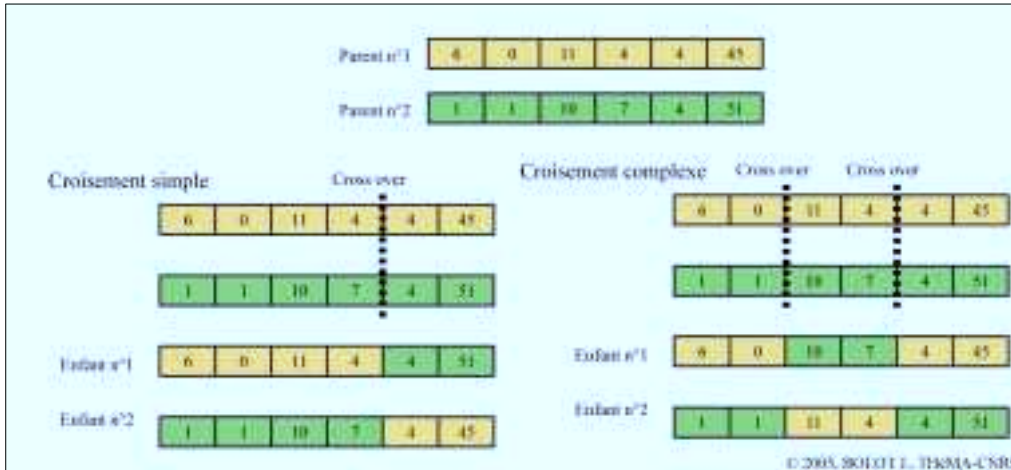 Parent n°1 6 0 11 4 4 45
Parent n°2 1 1 10 7 4 51
Croisement simple Cross over
6 0 11 4 4 45
1 1 10 7 4 51
Enfant n°1 6 0 11 4 4 51
Enfant n°2 1 1 10 7 4 45
Croisement complexe Cross over Cross over
6 0 11 4 4 45
1 1 10 7 4 51
Enfant n°1 6 0 10 7 4 45
Enfant n°2 1 1 11 4 4 51
© 2005, L. THéMA-CNRS